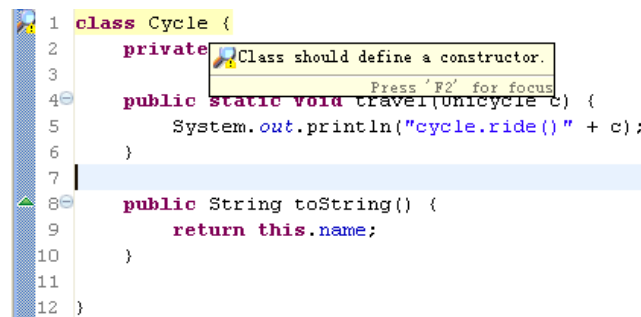 1 class Cycle {
2 private
Class should define a constructor.
3
Press 'F2' for focus
4 public static void travel(Unicycle c) {
5 System.out.println("cycle.ride()" + c);
6 }
7
8 public String toString() {
9 return this.name;
10 }
11
12 }